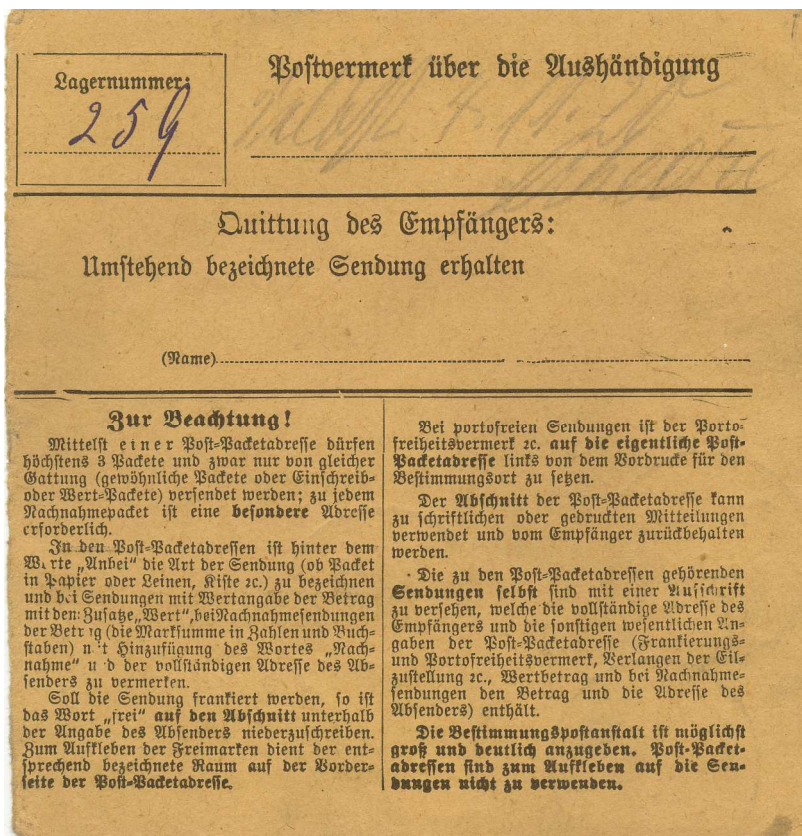 Lagernummer:
259
Postvermerk über die Aushändigung
Quittung des Empfängers:
Umstehend bezeichnete Sendung erhalten
(Name)
Zur Beachtung!
Mittelst einer Post-Packetadresse dürfen
höchstens 3 Packete und zwar nur von gleicher
Gattung (gewöhnliche Packete oder Einschreib-
oder Wert-Packete) versendet werden; zu jedem
Nachnahmepacket ist eine besondere Adresse
erforderlich.
In den Post-Packetadressen ist hinter dem
W rte „Anbei" die Art der Sendung (ob Packet
in Papier oder Leinen, Kiste ꝛc.) zu bezeichnen
und bei Sendungen mit Wertangabe der Betrag
mit dem Zusatze „Wert", bei Nachnahmesendungen
der Betr g (die Marksumme in Zahlen und Buch-
staben) n't Hinzufügung des Wortes „Nach-
nahme" u d der vollständigen Adresse des Ab-
senders zu vermerken.
Soll die Sendung frankiert werden, so ist
das Wort „frei" auf den Abschnitt unterhalb
der Angabe des Absenders niederzuschreiben.
Zum Aufkleben der Freimarken dient der ent-
sprechend bezeichnete Raum auf der Vorder-
seite der Post-Packetadresse.
Bei portofreien Sendungen ist der Porto-
freiheitsvermerk ꝛc. auf die eigentliche Post-
Packetadresse links von dem Vordrucke für den
Bestimmungsort zu setzen.
Der Abschnitt der Post-Packetadresse kann
zu schriftlichen oder gedruckten Mitteilungen
verwendet und vom Empfänger zurückbehalten
werden.
Die zu den Post-Packetadressen gehörenden
Sendungen selbst sind mit einer Aufschrift
zu versehen, welche die vollständige Adresse des
Empfängers und die sonstigen wesentlichen An-
gaben der Post-Packetadresse (Frankierungs-
und Portofreiheitsvermerk, Verlangen der Eil-
zustellung ꝛc., Wertbetrag und bei Nachnahme-
sendungen den Betrag und die Adresse des
Absenders) enthält.
Die Bestimmungspostanstalt ist möglichst
groß und deutlich anzugeben. Post-Packet-
adressen sind zum Aufkleben auf die Sen-
dungen nicht zu verwenden.